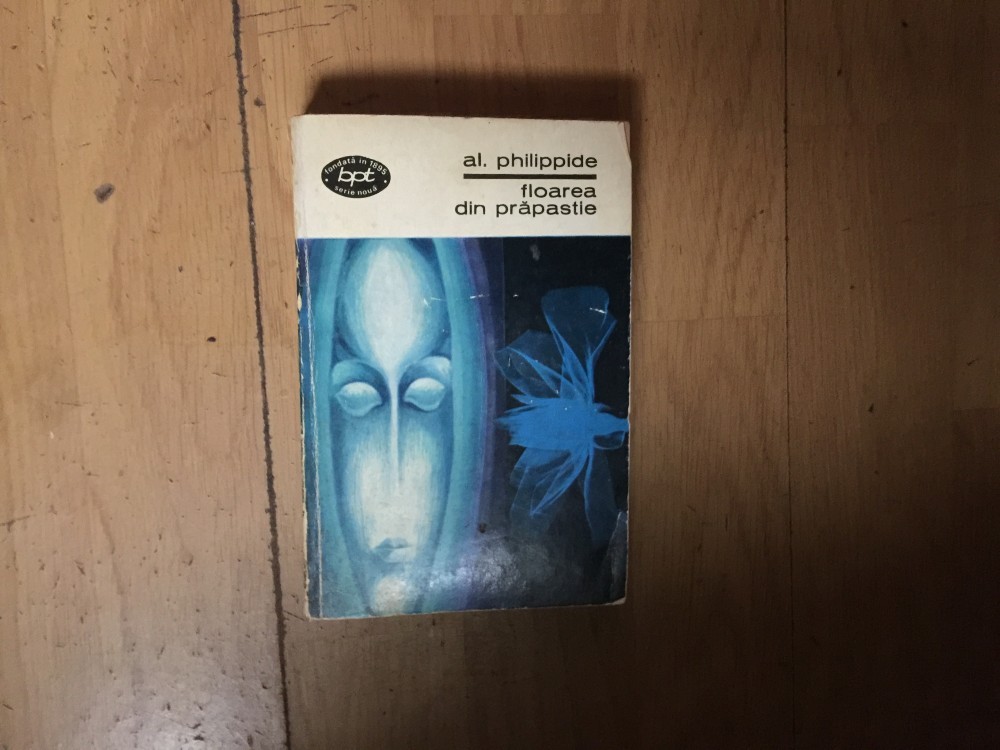 fondată în 1895
bpt
serie nouă
al. philippide
floarea
din prăpastie